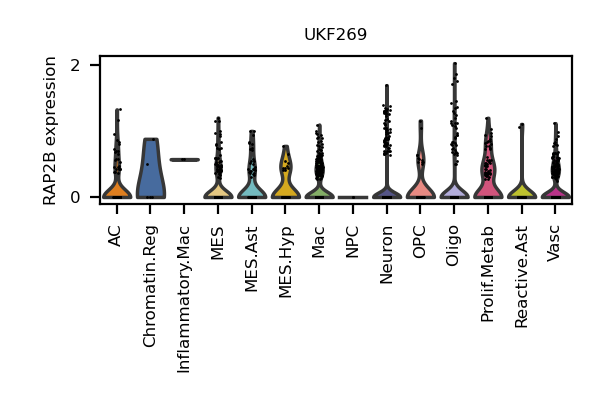 UKF269
RAP2B expression
2
0
AC
Chromatin.Reg
Inflammatory.Mac
MES
MES.Ast
MES.Hyp
Mac
NPC
Neuron
OPC
Oligo
Prolif.Metab
Reactive.Ast
Vasc